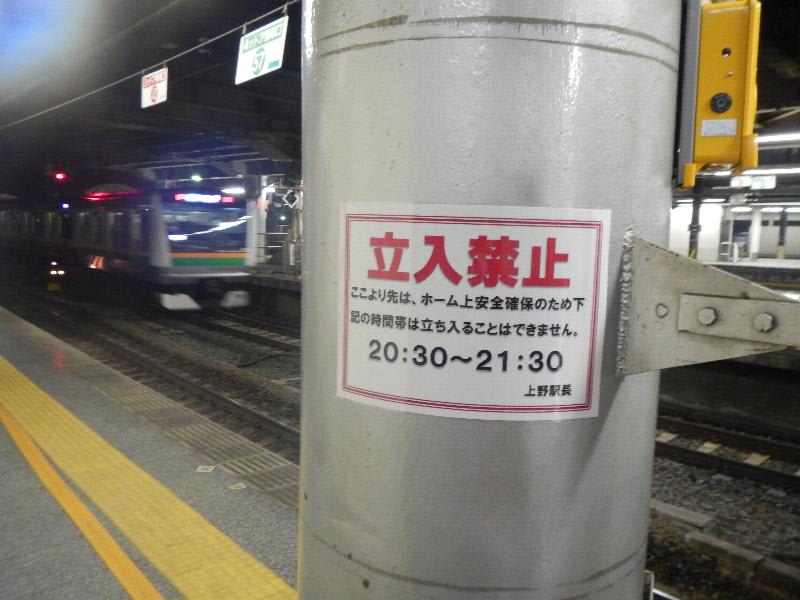 57
立入禁止
ここより先は、ホーム上安全確保のため下
記の時間帯は立ち入ることはできません。
20:30～21:30
上野駅長